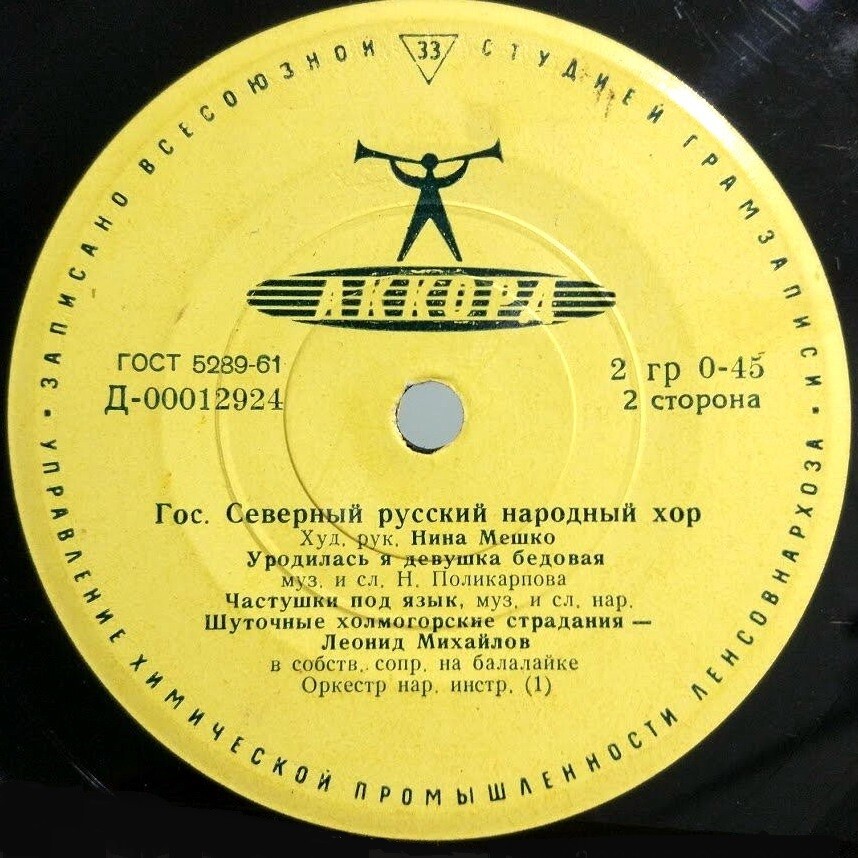 ЗАПИСАНО ВСЕСОЮЗНОЙ СТУДИЕЙ ГРАМЗАПИСИ
33
АККОРД
ГОСТ 5289-61
Д-00012924
2 гр 0-45
2 сторона
Гос. Северный русский народный хор
Худ. рук. Нина Мешко
Уродилась я девушка бедовая
муз. и сл. Н. Поликарпова
Частушки под язык, муз. и сл. нар.
Шуточные холмогорские страдания —
Леонид Михайлов
в собств. сопр. на балалайке
Оркестр нар. инстр. (1)
УПРАВЛЕНИЕ ХИМИЧЕСКОЙ ПРОМЫШЛЕННОСТИ ЛЕНСОВНАРХОЗА